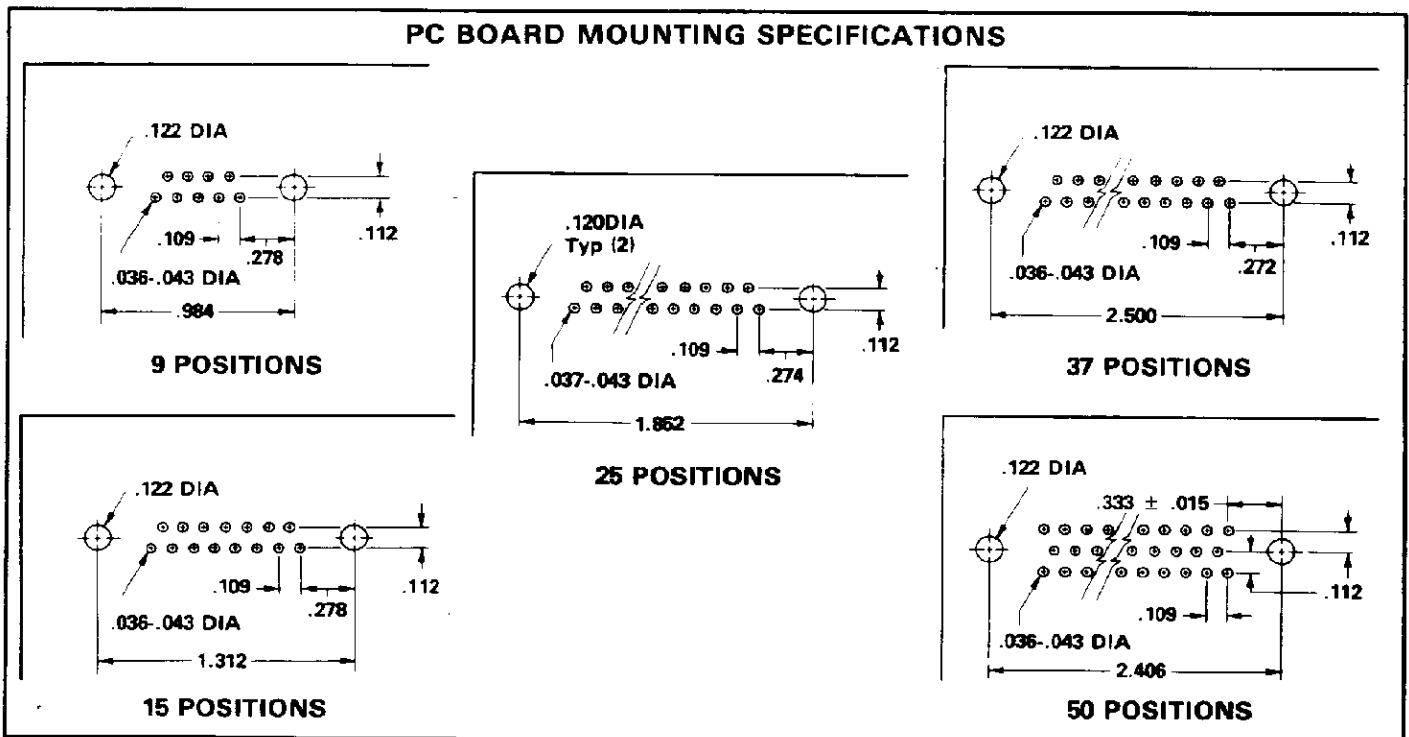 PC BOARD MOUNTING SPECIFICATIONS
.122 DIA
.109
.278
.112
.036-.043 DIA
.984
9 POSITIONS
.120DIA
Typ (2)
.109
.274
.112
.037-.043 DIA
1.852
25 POSITIONS
.122 DIA
.109
.272
.112
.036-.043 DIA
2.500
37 POSITIONS
.122 DIA
.109
.278
.112
.036-.043 DIA
1.312
15 POSITIONS
.122 DIA
.333 ± .015
.112
.109
.036-.043 DIA
2.406
50 POSITIONS